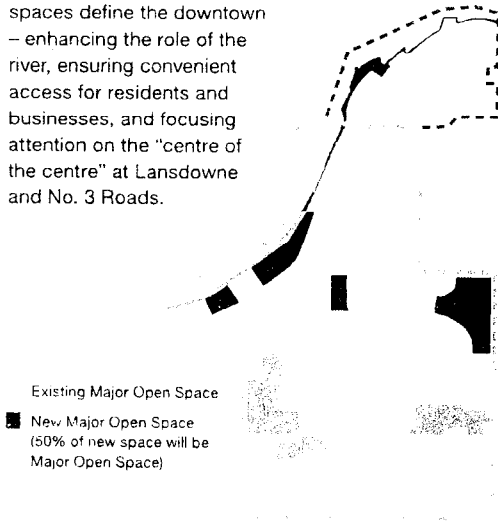 spaces define the downtown
– enhancing the role of the
river, ensuring convenient
access for residents and
businesses, and focusing
attention on the "centre of
the centre" at Lansdowne
and No. 3 Roads.
Existing Major Open Space
New Major Open Space
(50% of new space will be
Major Open Space)